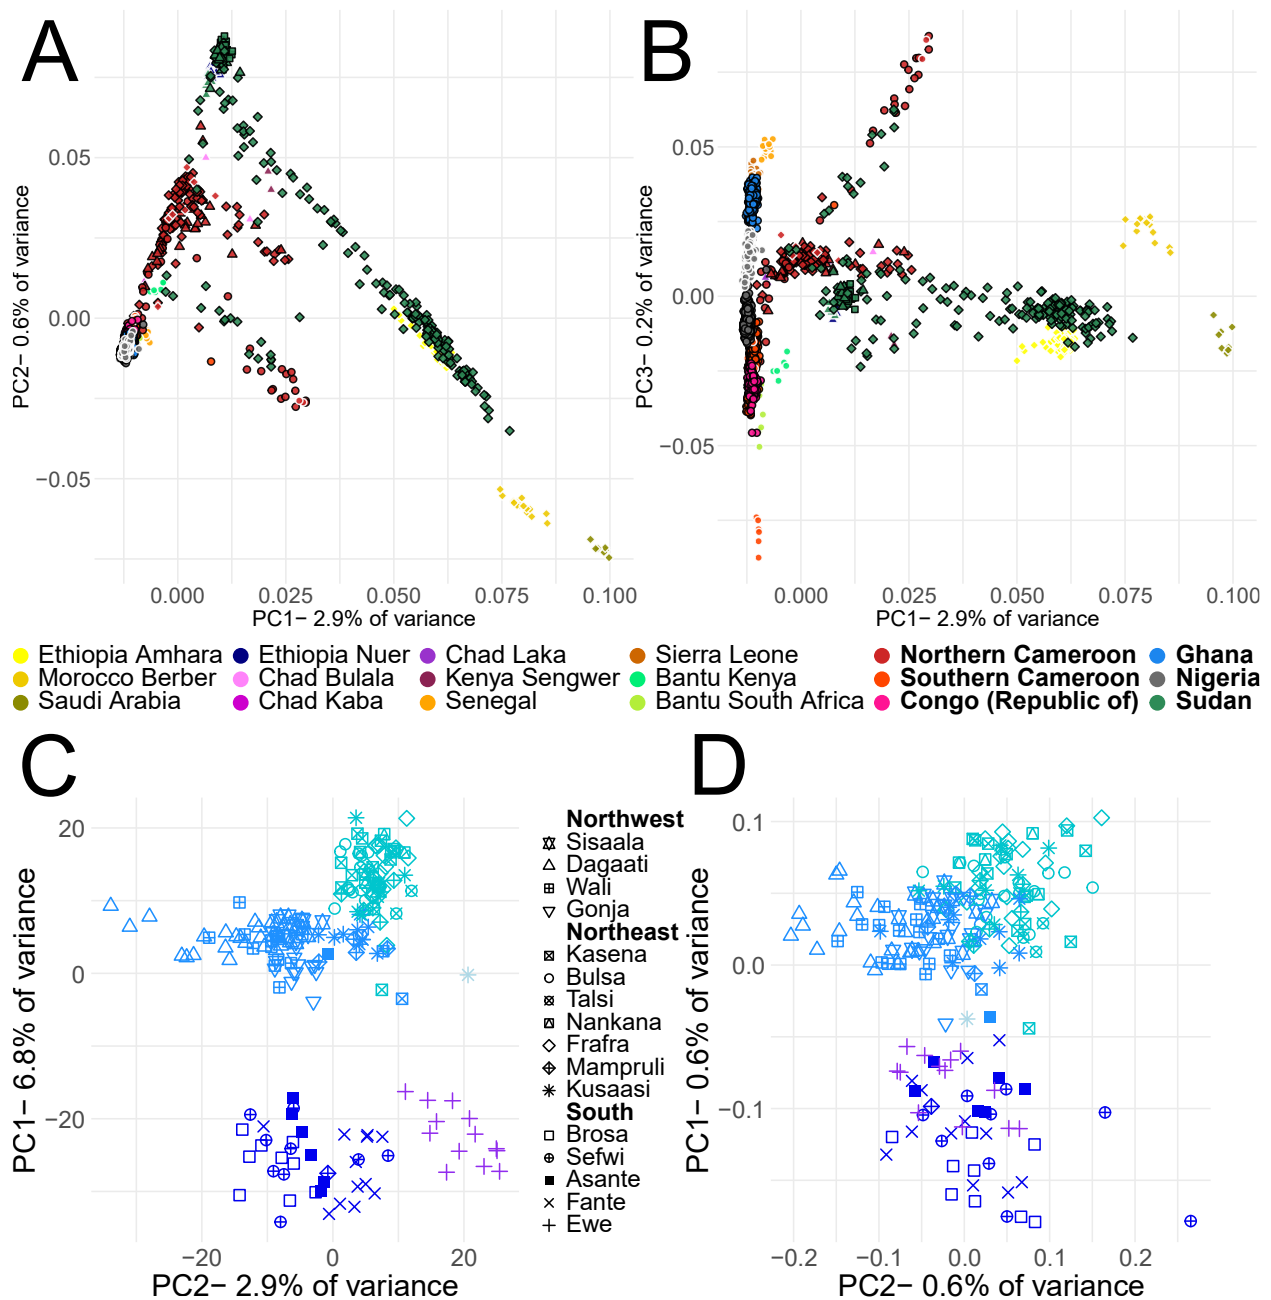 A
B
0.05
0.00
−0.05
PC2− 0.6% of variance
0.000
0.025
0.050
0.075
0.100
PC1− 2.9% of variance
0.05
0.00
−0.05
PC3− 0.2% of variance
0.000
0.025
0.050
0.075
0.100
PC1− 2.9% of variance
Ethiopia Amhara Ethiopia Nuer Chad Laka Sierra Leone Northern Cameroon Ghana
Morocco Berber Chad Bulala Kenya Sengwer Bantu Kenya Southern Cameroon Nigeria
Saudi Arabia Chad Kaba Senegal Bantu South Africa Congo (Republic of) Sudan
C
D
20
0
−20
PC1− 6.8% of variance
−20
0
20
PC2− 2.9% of variance
Northwest
Sisaala
Dagaati
Wali
Gonja
Northeast
Kasena
Bulsa
Talsi
Nankana
Frafra
Mampruli
Kusaasi
South
Brosa
Sefwi
Asante
Fante
Ewe
0.1
0.0
−0.1
PC1− 0.6% of variance
−0.2
−0.1
0.0
0.1
0.2
PC2− 0.6% of variance